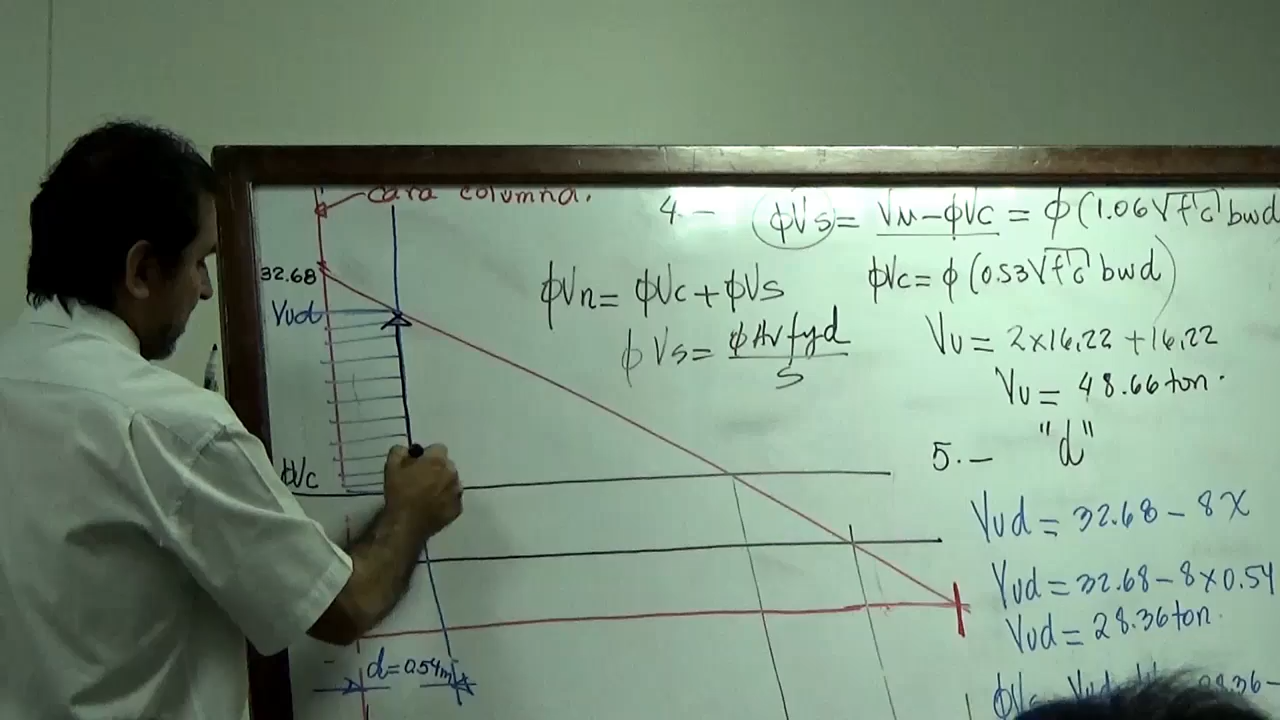 cara columna.
32.68
Vud
ϕVc
d=0.54m
4.- ϕVs = Vu-ϕVc = ϕ(1.06√f'c bwd
ϕVn = ϕVc + ϕVs
ϕVc = ϕ(0.53√f'c bwd)
ϕVs = ϕAvfyd / s
Vu = 2x16,22 + 16,22
Vu = 48.66 ton.
5.- "d"
Vud = 32.68 - 8X
Vud = 32.68 - 8x0.54
Vud = 28.36 ton.